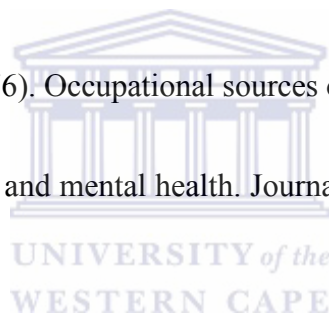 6). Occupational sources
and mental health. Journa
UNIVERSITY of the
WESTERN CAPE